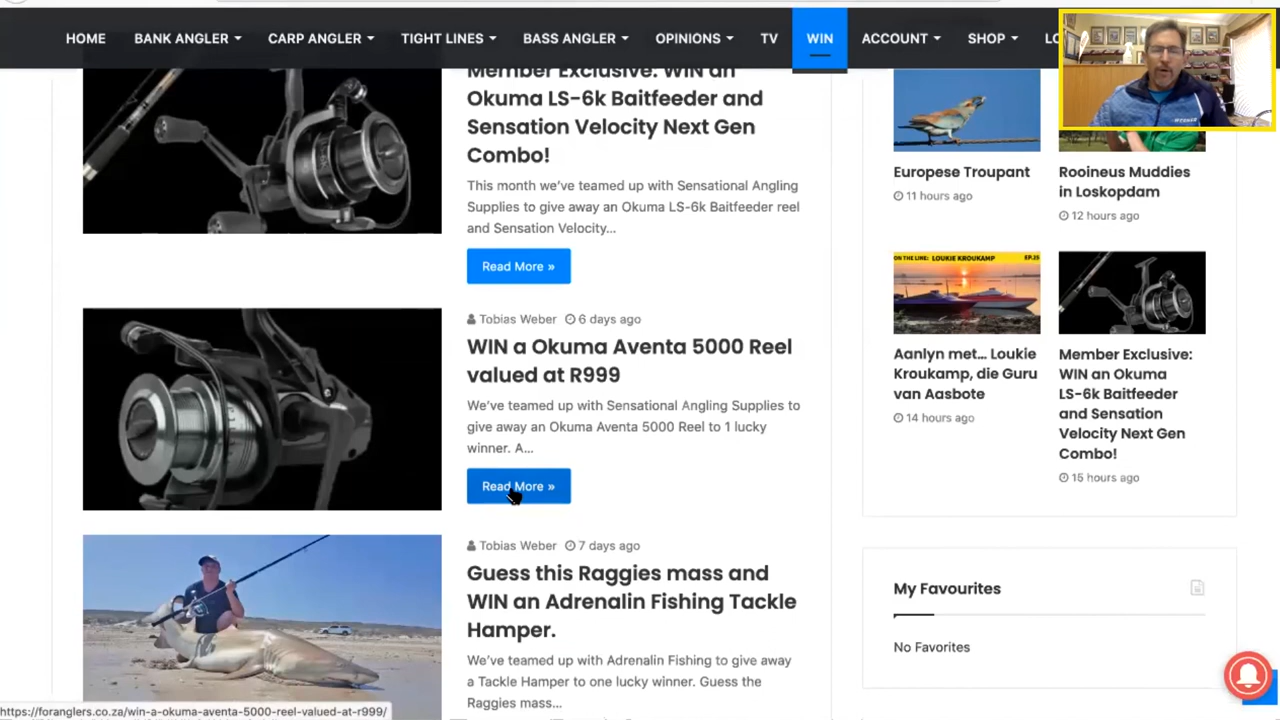 HOME BANK ANGLER CARP ANGLER TIGHT LINES BASS ANGLER OPINIONS TV WIN ACCOUNT SHOP
Member Exclusive: WIN an
Okuma LS-6k Baitfeeder and
Sensation Velocity Next Gen
Combo!
This month we've teamed up with Sensational Angling
Supplies to give away an Okuma LS-6k Baitfeeder reel
and Sensation Velocity...
Read More »
Tobias Weber 6 days ago
WIN a Okuma Aventa 5000 Reel
valued at R999
We've teamed up with Sensational Angling Supplies to
give away an Okuma Aventa 5000 Reel to 1 lucky
winner. A...
Read More »
Tobias Weber 7 days ago
Guess this Raggies mass and
WIN an Adrenalin Fishing Tackle
Hamper.
We've teamed up with Adrenalin Fishing to give away
a Tackle Hamper to one lucky winner. Guess the
Raggies mass...
Europese Troupant
11 hours ago
Rooineus Muddies
in Loskopdam
12 hours ago
ON THE LINE: LOUKIE KROUKAMP EP.25
Aanlyn met... Loukie
Kroukamp, die Guru
van Aasbote
14 hours ago
Member Exclusive:
WIN an Okuma
LS-6k Baitfeeder
and Sensation
Velocity Next Gen
Combo!
15 hours ago
My Favourites
No Favorites
https://foranglers.co.za/win-a-okuma-aventa-5000-reel-valued-at-r999/